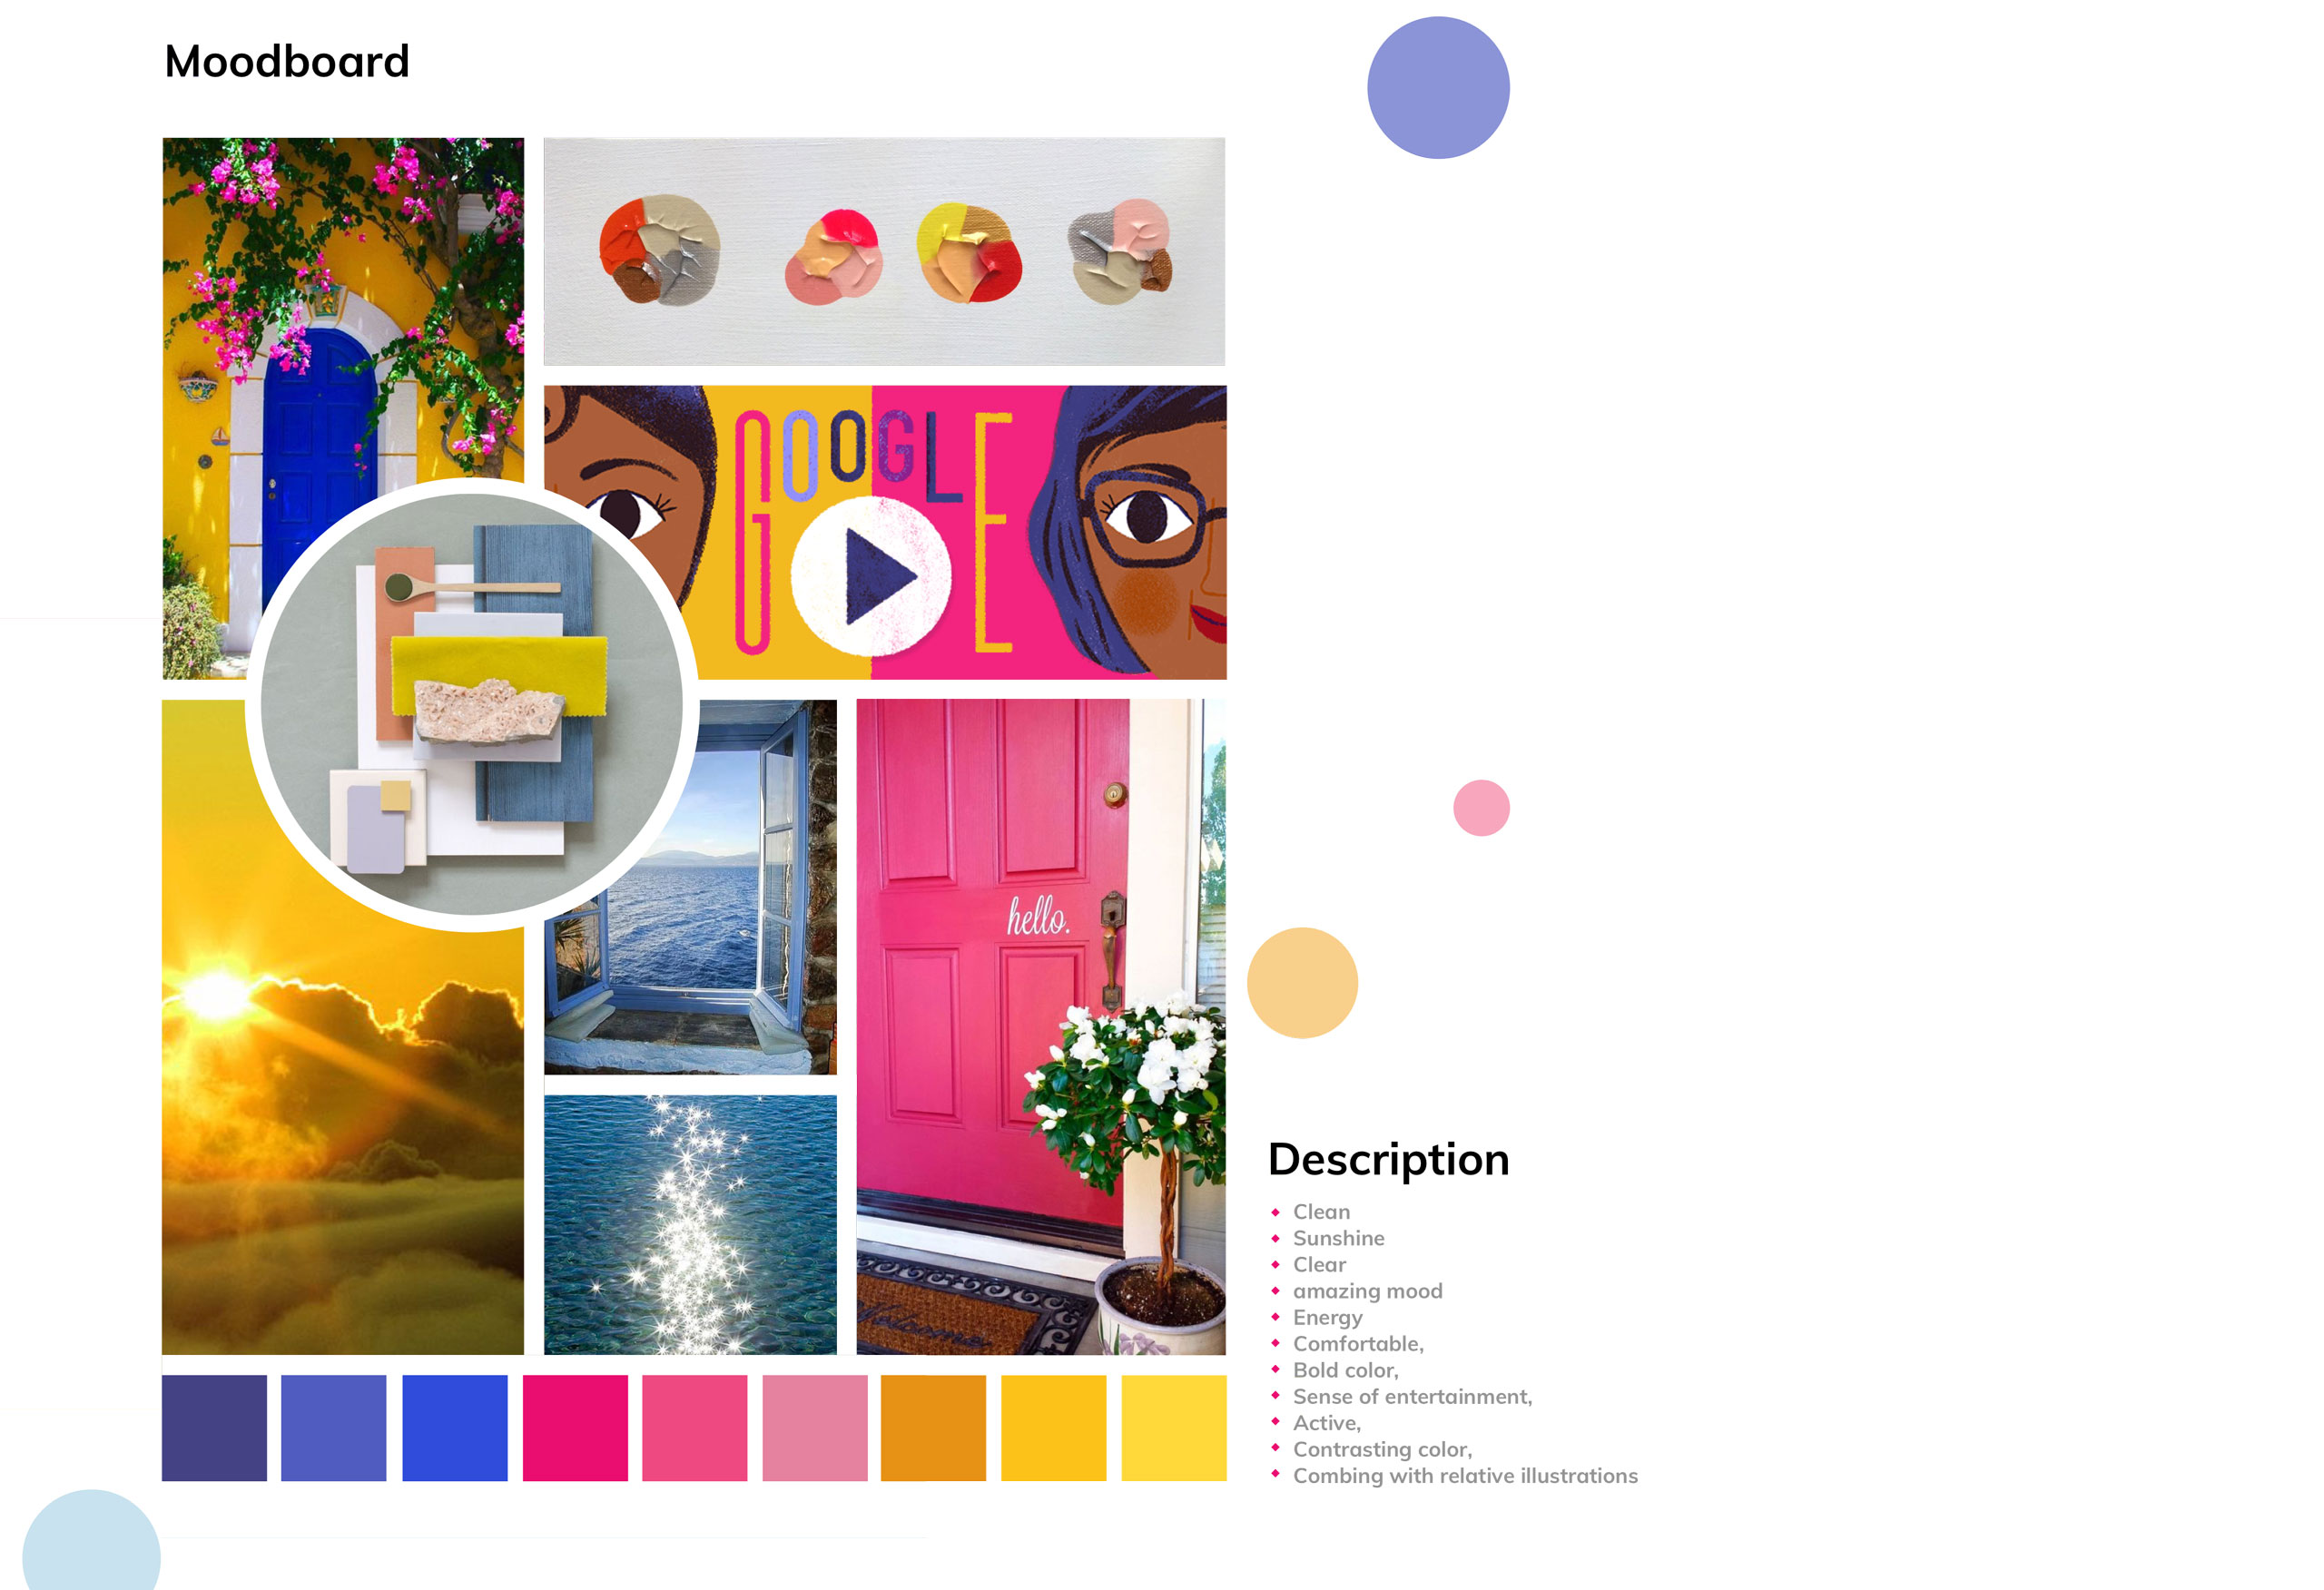 Moodboard
GOOGLE
hello.
Welcome
Description
Clean
Sunshine
Clear
amazing mood
Energy
Comfortable,
Bold color,
Sense of entertainment,
Active,
Contrasting color,
Combing with relative illustrations